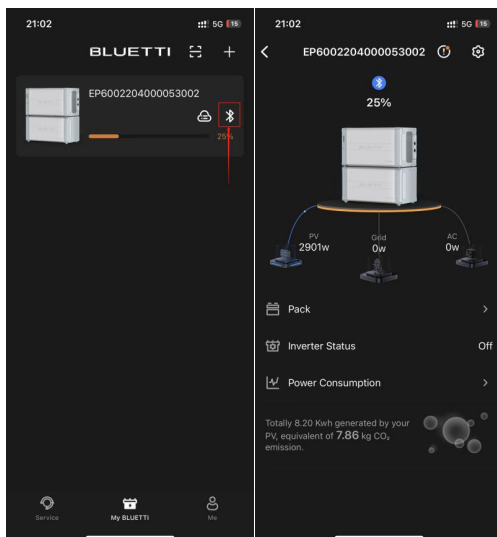 21:02
5G 15
BLUETTI
EP6002204000053002
25%
Service
My BLUETTI
Me
21:02
5G 15
EP6002204000053002
25%
PV
2901w
Grid
0w
AC
0w
Pack
Inverter Status Off
Power Consumption
Totally 8.20 Kwh generated by your
PV, equivalent of 7.86 kg CO₂
emission.